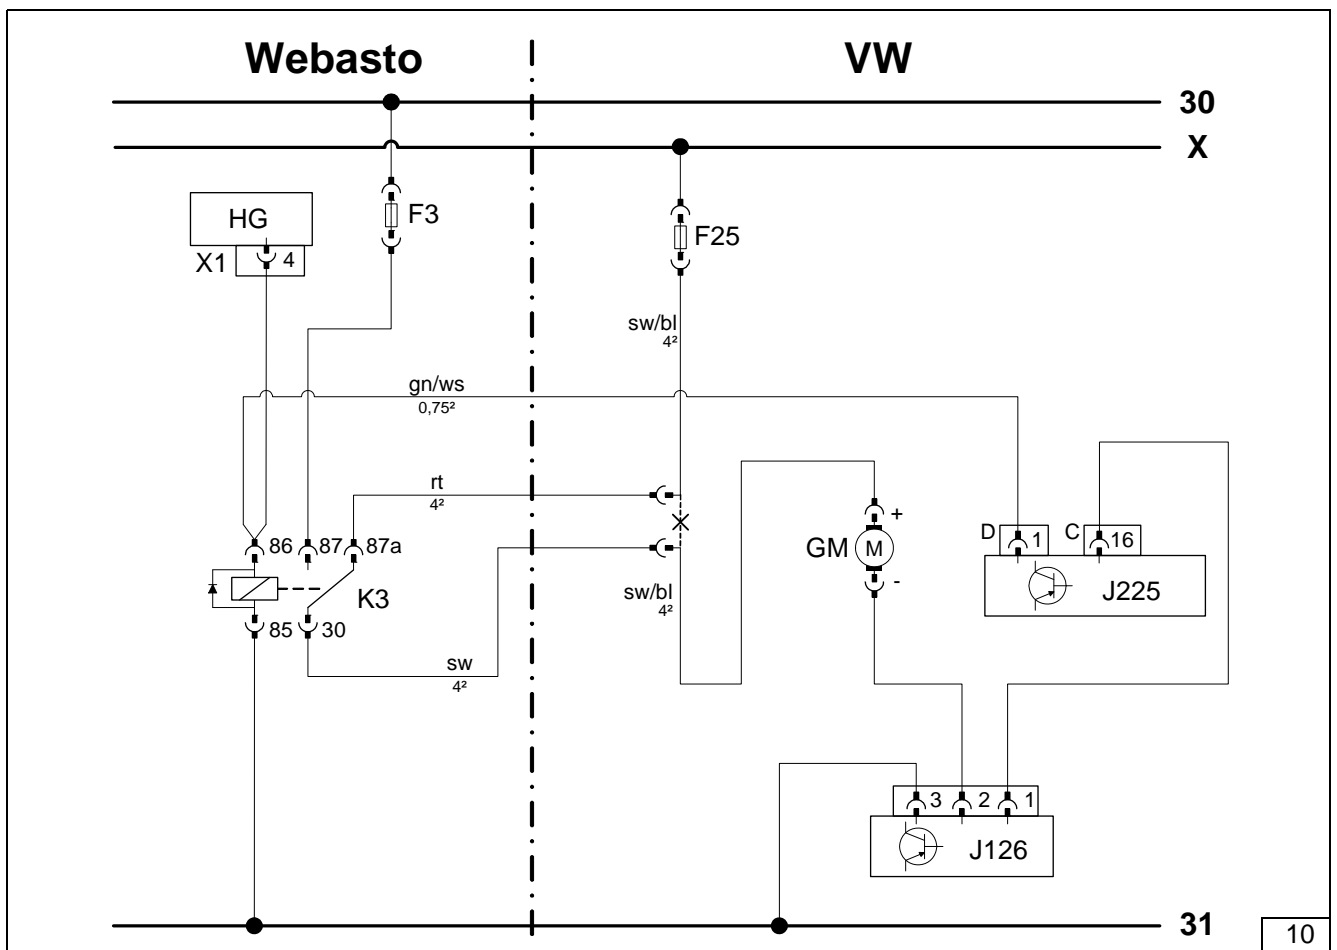 Webasto
VW
30
X
HG
F3
F25
X1
4
sw/bl
4²
gn/ws
0,75²
rt
4²
D
1
C
16
+
GM
M
-
J225
86
87
87a
K3
85
30
sw/bl
4²
sw
4²
3
2
1
J126
31
10